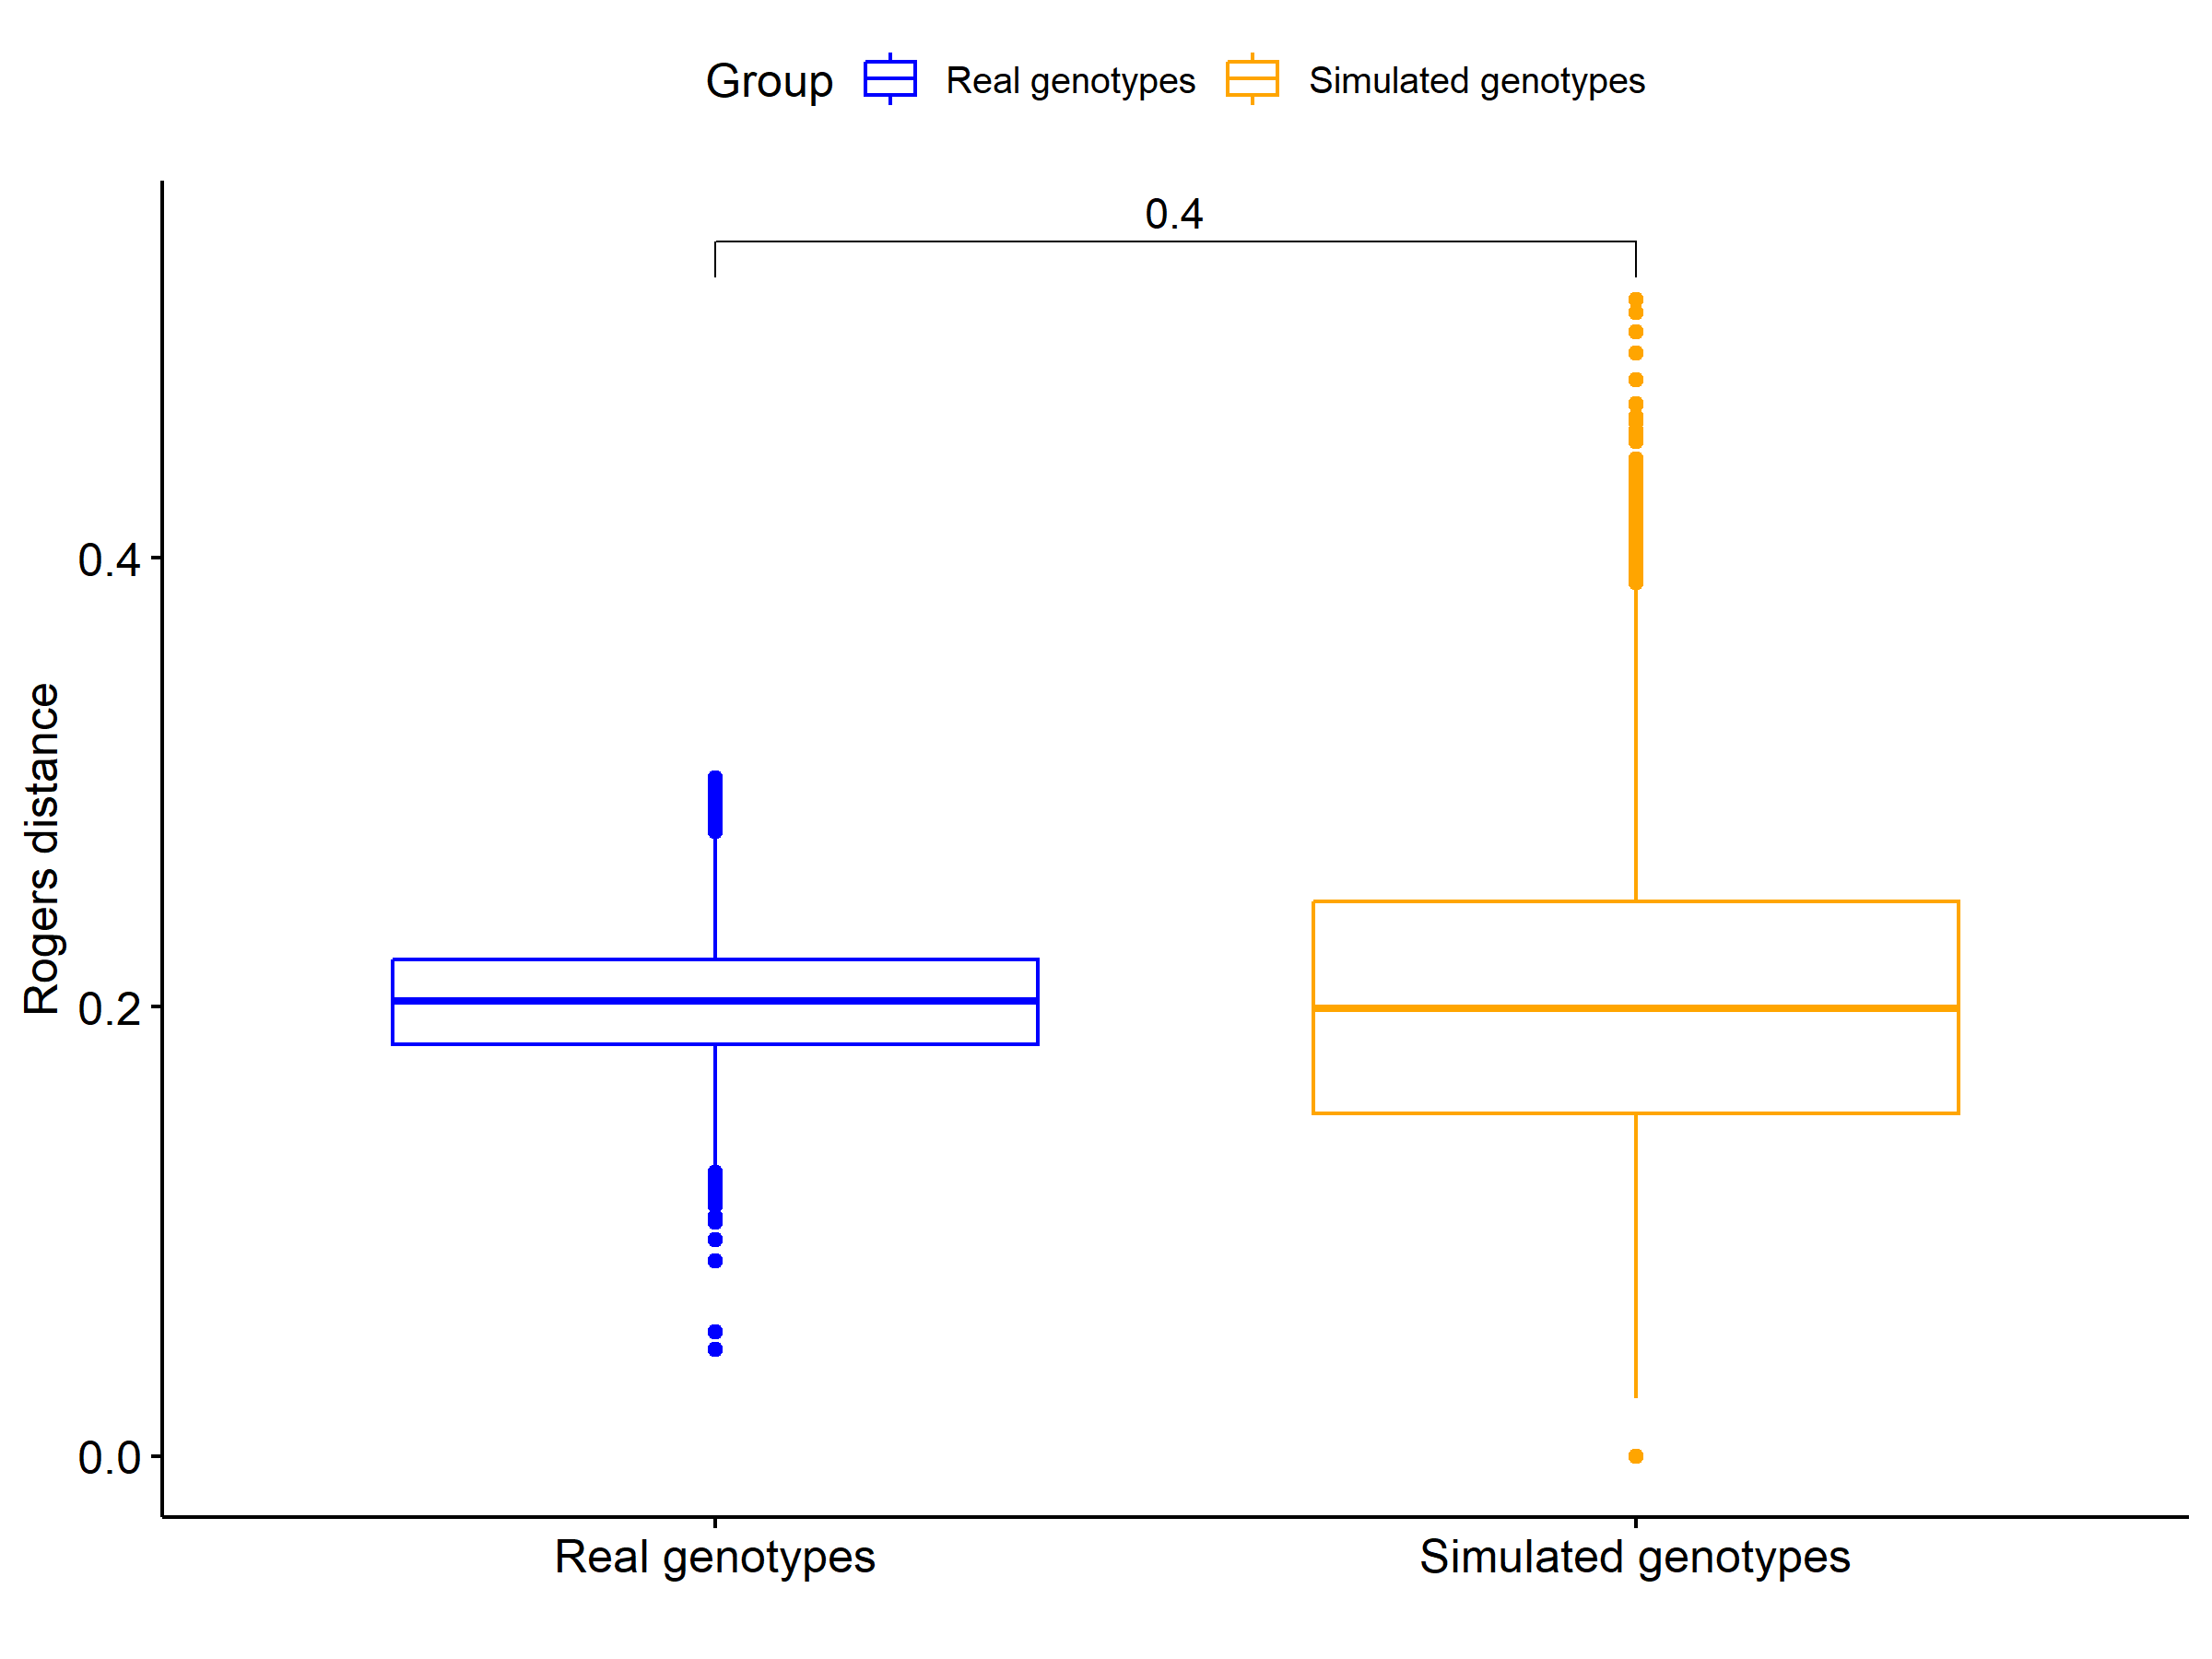 Group Real genotypes Simulated genotypes
0.4
0.4
0.2
0.0
Rogers distance
Real genotypes Simulated genotypes